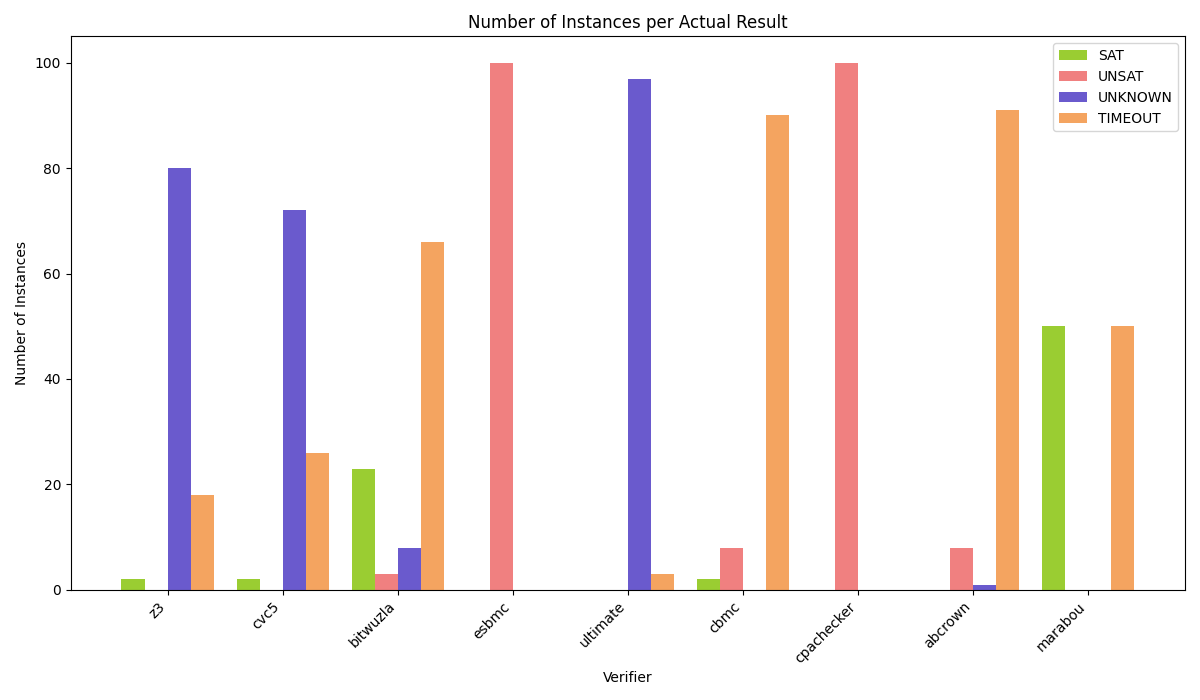 Number of Instances per Actual Result
SAT
UNSAT
UNKNOWN
TIMEOUT
100
80
60
40
20
0
Number of Instances
z3
cvc5
bitwuzla
esbmc
ultimate
cbmc
cpachecker
abcrown
marabou
Verifier